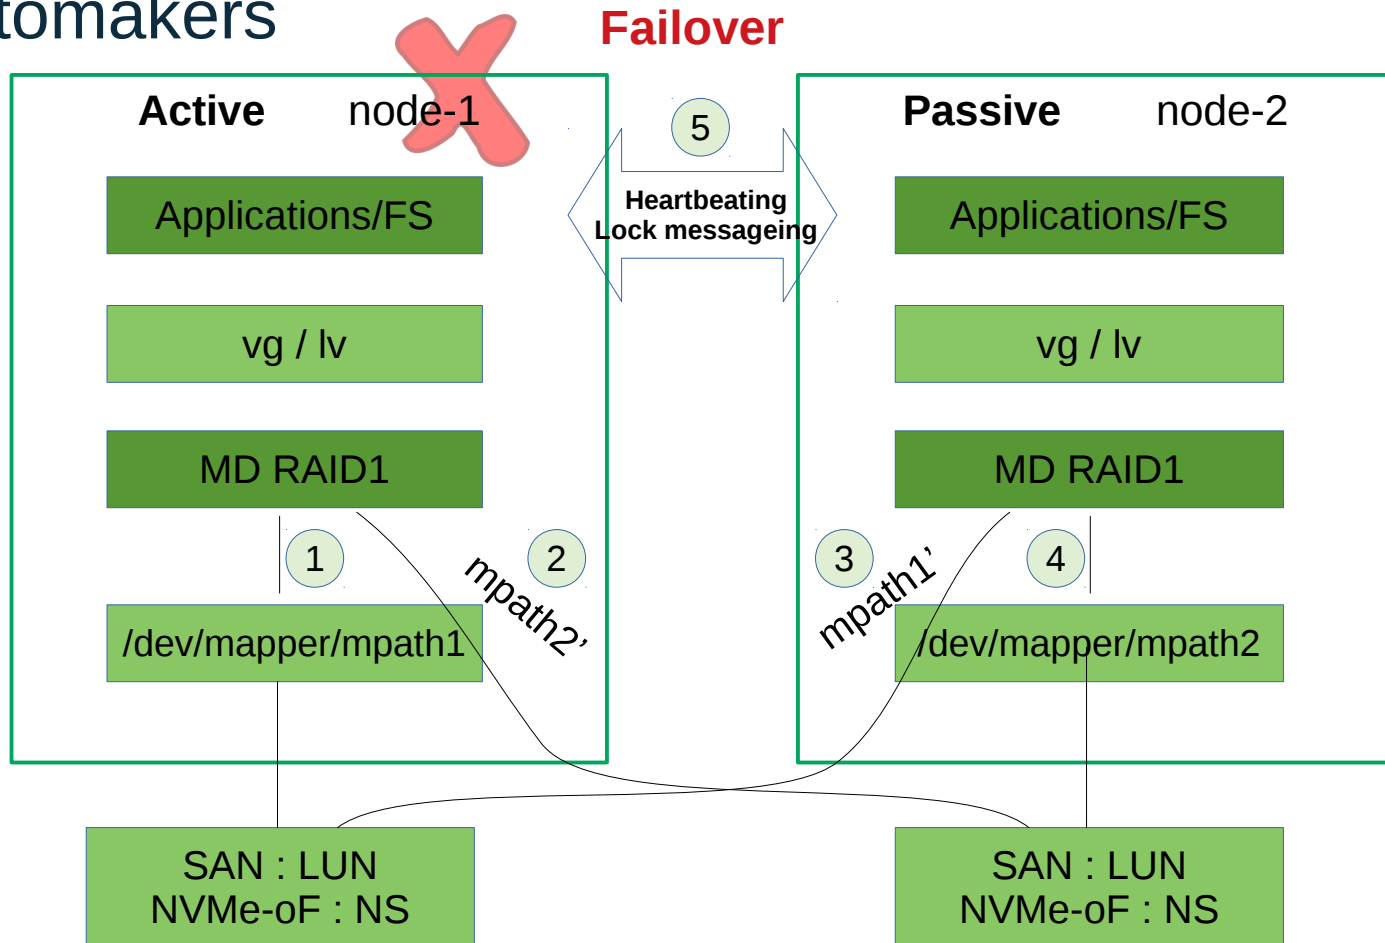 tomakers
Failover
Active node-1
Passive node-2
5
Heartbeating
Lock messageing
Applications/FS
Applications/FS
vg / lv
vg / lv
MD RAID1
MD RAID1
1
2
3
4
mpath2’
mpath1’
/dev/mapper/mpath1
/dev/mapper/mpath2
SAN : LUN
NVMe-oF : NS
SAN : LUN
NVMe-oF : NS